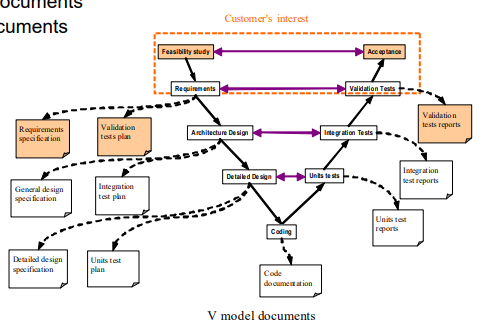 ocuments
cuments
Customer's interest
Feasibility study
Acceptance
Requirements
Validation Tests
Requirements
specification
Validation
tests plan
Architecture Design
Integration Tests
Validation
tests reports
General design
specification
Integration
test plan
Detailed Design
Units tests
Integration
test reports
Units test
reports
Coding
Detailed design
specification
Units test
plan
Code
documentation
V model documents